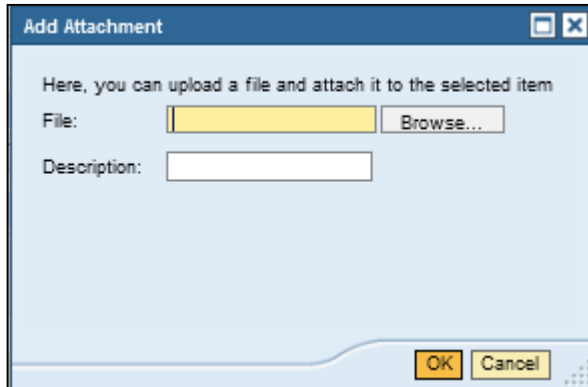 Add Attachment
Here, you can upload a file and attach it to the selected item
File: Browse...
Description:
OK Cancel